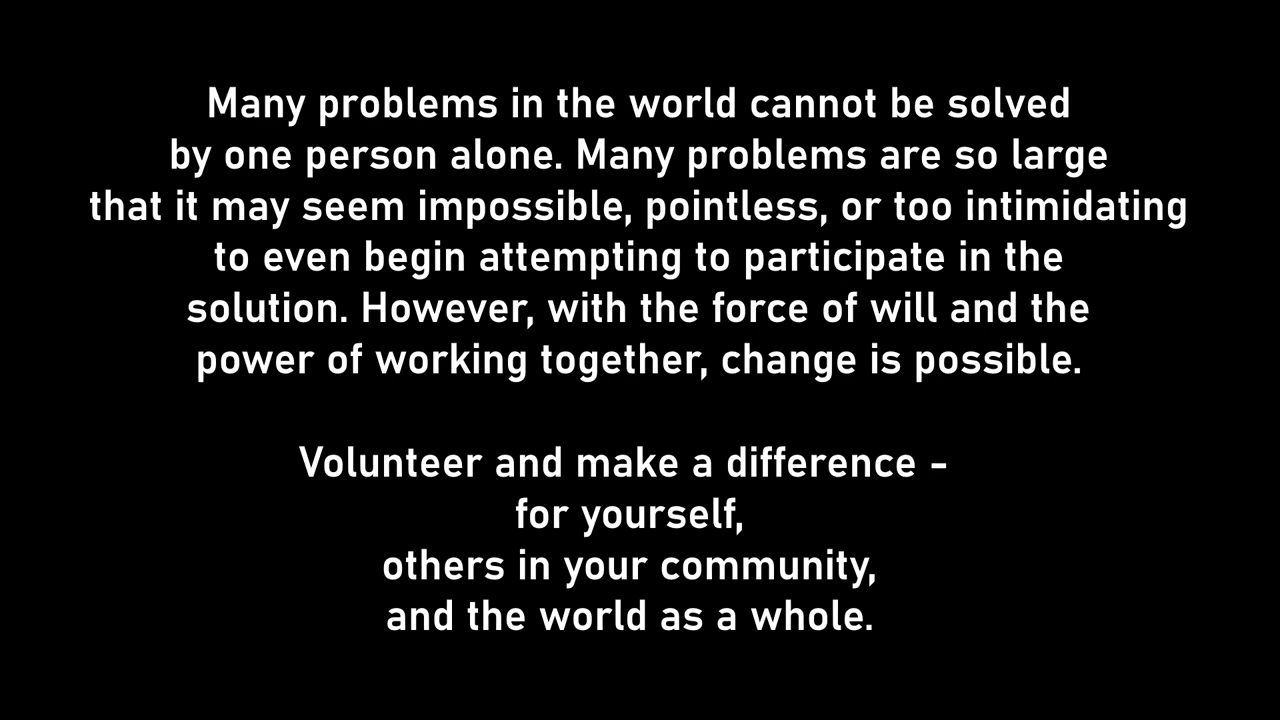 Many problems in the world cannot be solved
by one person alone. Many problems are so large
that it may seem impossible, pointless, or too intimidating
to even begin attempting to participate in the
solution. However, with the force of will and the
power of working together, change is possible.
Volunteer and make a difference -
for yourself,
others in your community,
and the world as a whole.